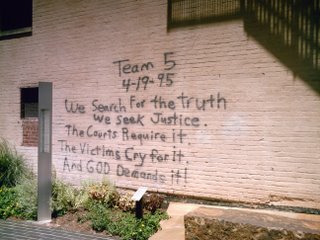 Team 5
4-19-95
We Search For the truth
We seek Justice.
The Courts Require it.
The Victims Cry for it.
And GOD Demands it!